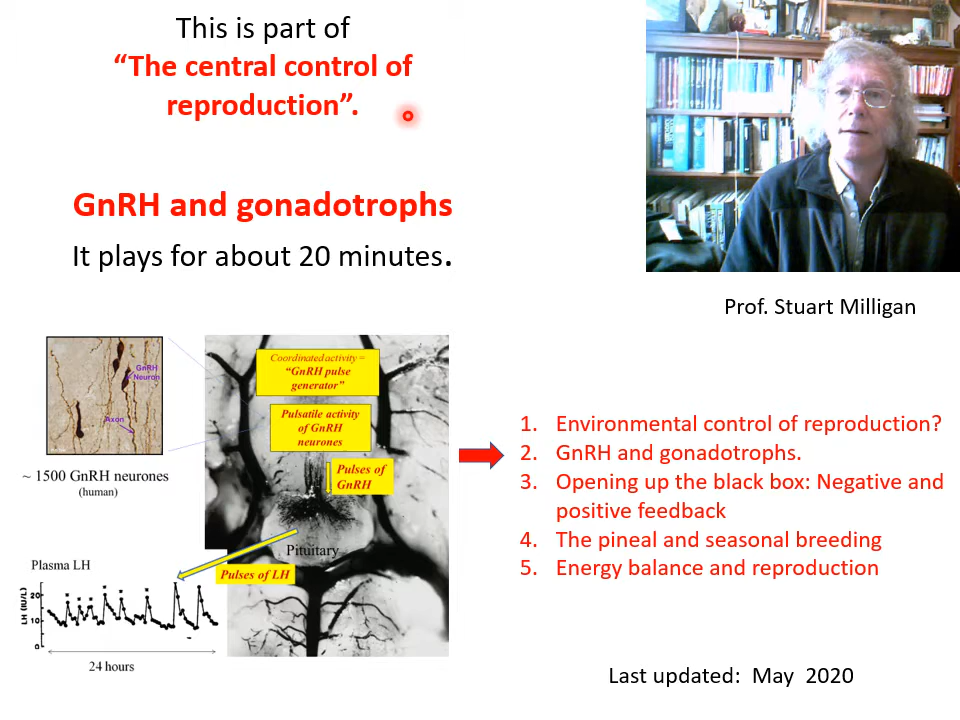 This is part of
“The central control of
reproduction”.
GnRH and gonadotrophs
It plays for about 20 minutes.
Prof. Stuart Milligan
GnRH
Neuron
Axon
~ 1500 GnRH neurones
(human)
Coordinated activity =
“GnRH pulse
generator”
Pulsatile activity
of GnRH
neurones
Pulses of
GnRH
Pituitary
Pulses of LH
Plasma LH
LH (IU/L)
20
10
0
24 hours
1. Environmental control of reproduction?
2. GnRH and gonadotrophs.
3. Opening up the black box: Negative and
positive feedback
4. The pineal and seasonal breeding
5. Energy balance and reproduction
Last updated: May 2020